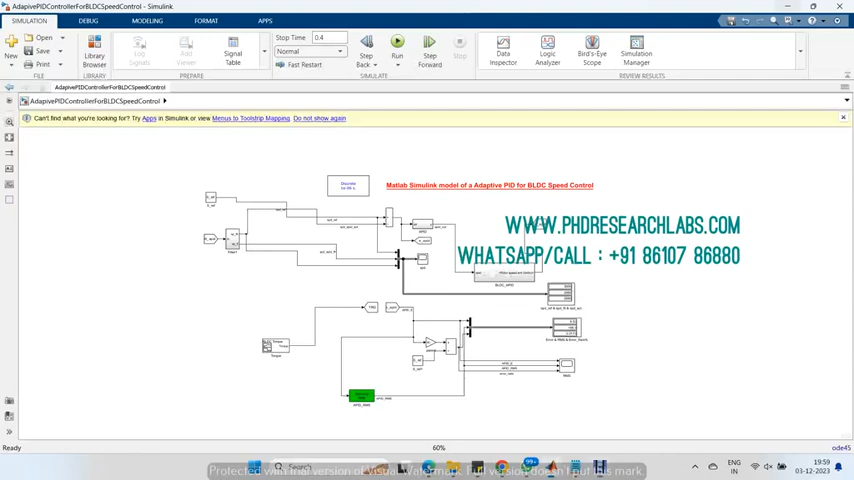 AdapivePIDControllerForBLDCSpeedControl - Simulink
SIMULATION DEBUG MODELING FORMAT APPS
New
Open
Save
Print
FILE
Library Browser
LIBRARY
Log Signals
Add Viewer
Signal Table
PREPARE
Stop Time 0.4
Normal
Fast Restart
Step Back
Run
Step Forward
Stop
SIMULATE
Data Inspector
Logic Analyzer
Bird's-Eye Scope
Simulation Manager
REVIEW RESULTS
AdapivePIDControllerForBLDCSpeedControl
AdapivePIDControllerForBLDCSpeedControl
Can't find what you're looking for? Try Apps in Simulink or view Menus to Toolstrip Mapping. Do not show again
Discrete
Matlab Simulink model of a Adaptive PID for BLDC Speed Control
WWW.PHDRESEARCHLABS.COM
WHATSAPP/CALL : +91 86107 86880
BLDC_APID
Torque
Ready
60%
ode45
Search
99+
ENG
IN
19:59
03-12-2023
Protected with trial version of Visual Watermark. Full version doesn't put this mark.